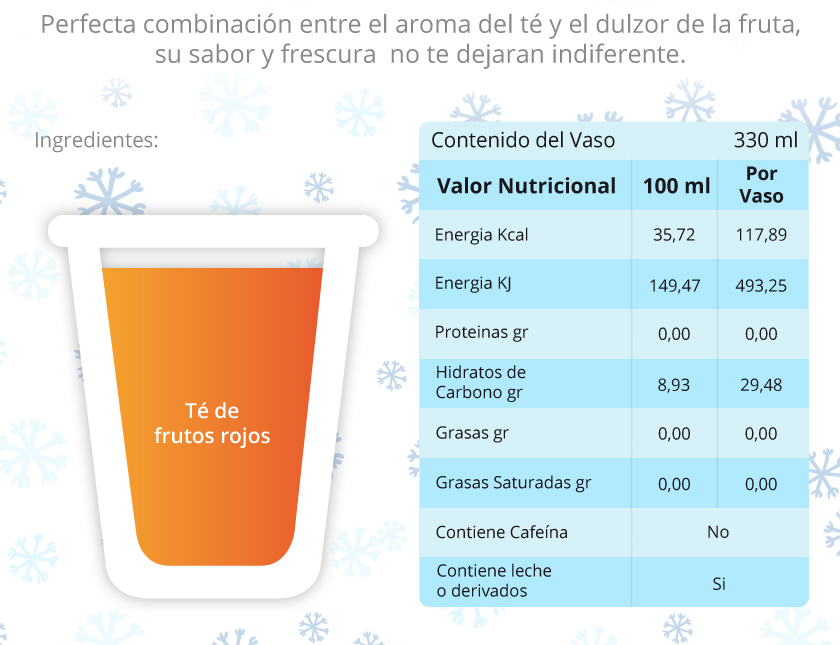 Perfecta combinación entre el aroma del té y el dulzor de la fruta,
su sabor y frescura no te dejaran indiferente.
Ingredientes:
Té de
frutos rojos
Contenido del Vaso 330 ml
Valor Nutricional 100 ml Por Vaso
Energia Kcal 35,72 117,89
Energia KJ 149,47 493,25
Proteinas gr 0,00 0,00
Hidratos de
Carbono gr 8,93 29,48
Grasas gr 0,00 0,00
Grasas Saturadas gr 0,00 0,00
Contiene Cafeína No
Contiene leche
o derivados Si